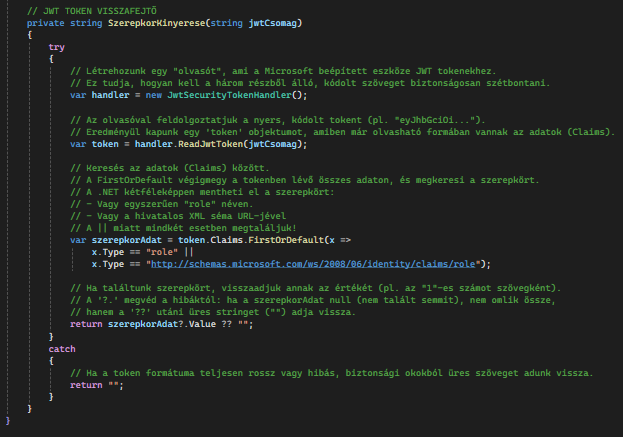 // JWT TOKEN VISSZAFEJTŐ
private string SzerepkorKinyerese(string jwtCsomag)
{
try
{
// Létrehozunk egy "olvasót", ami a Microsoft beépített eszköze JWT tokenekhez.
// Ez tudja, hogyan kell a három részből álló, kódolt szöveget biztonságosan szétbontani.
var handler = new JwtSecurityTokenHandler();
// Az olvasóval feldolgoztatjuk a nyers, kódolt tokent (pl. "eyJhbGciOi...").
// Eredményül kapunk egy 'token' objektumot, amiben már olvasható formában vannak az adatok (Claims).
var token = handler.ReadJwtToken(jwtCsomag);
// Keresés az adatok (Claims) között.
// A FirstOrDefault végigmegy a tokenben lévő összes adaton, és megkeresi a szerepkört.
// A .NET kétféleképpen mentheti el a szerepkört:
// - Vagy egyszerűen "role" néven.
// - Vagy a hivatalos XML séma URL-jével
// A || miatt mindkét esetben megtaláljuk!
var szerepkorAdat = token.Claims.FirstOrDefault(x =>
x.Type == "role" ||
x.Type == "http://schemas.microsoft.com/ws/2008/06/identity/claims/role");
// Ha találtunk szerepkört, visszaadjuk annak az értékét (pl. az "1"-es számot szövegként).
// A '?.' megvéd a hibáktól: ha a szerepkorAdat null (nem talált semmit), nem omlik össze,
// hanem a '??' utáni üres stringet ("") adja vissza.
return szerepkorAdat?.Value ?? "";
}
catch
{
// Ha a token formátuma teljesen rossz vagy hibás, biztonsági okokból üres szöveget adunk vissza.
return "";
}
}
}